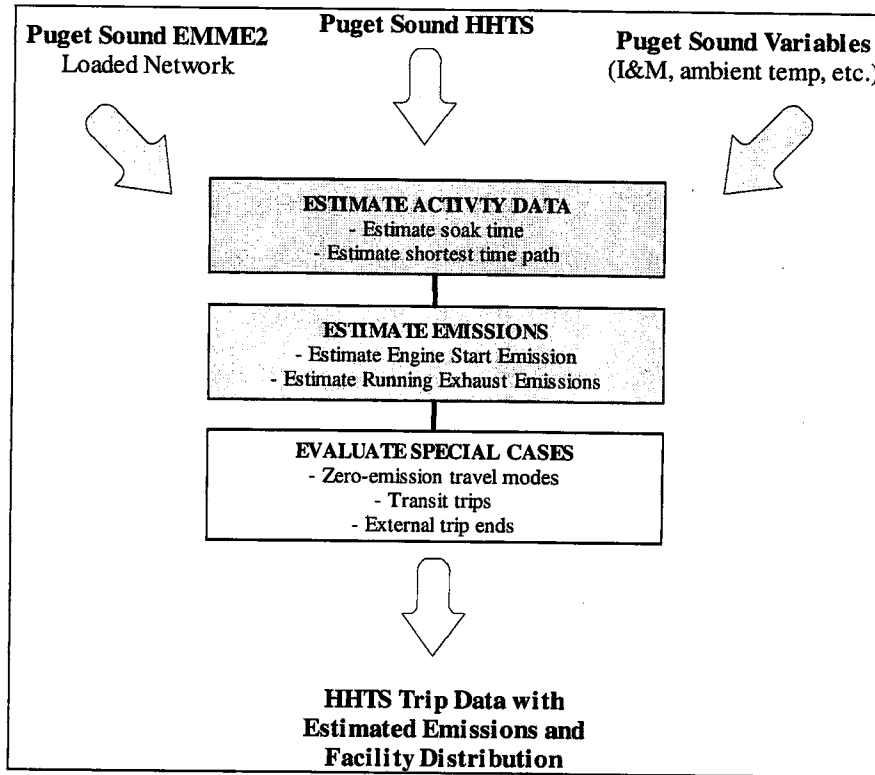 Puget Sound EMME2
Loaded Network
Puget Sound HHTS
Puget Sound Variables
(I&M, ambient temp, etc.)
ESTIMATE ACTIVTY DATA
- Estimate soak time
- Estimate shortest time path
ESTIMATE EMISSIONS
- Estimate Engine Start Emission
- Estimate Running Exhaust Emissions
EVALUATE SPECIAL CASES
- Zero-emission travel modes
- Transit trips
- External trip ends
HHTS Trip Data with
Estimated Emissions and
Facility Distribution